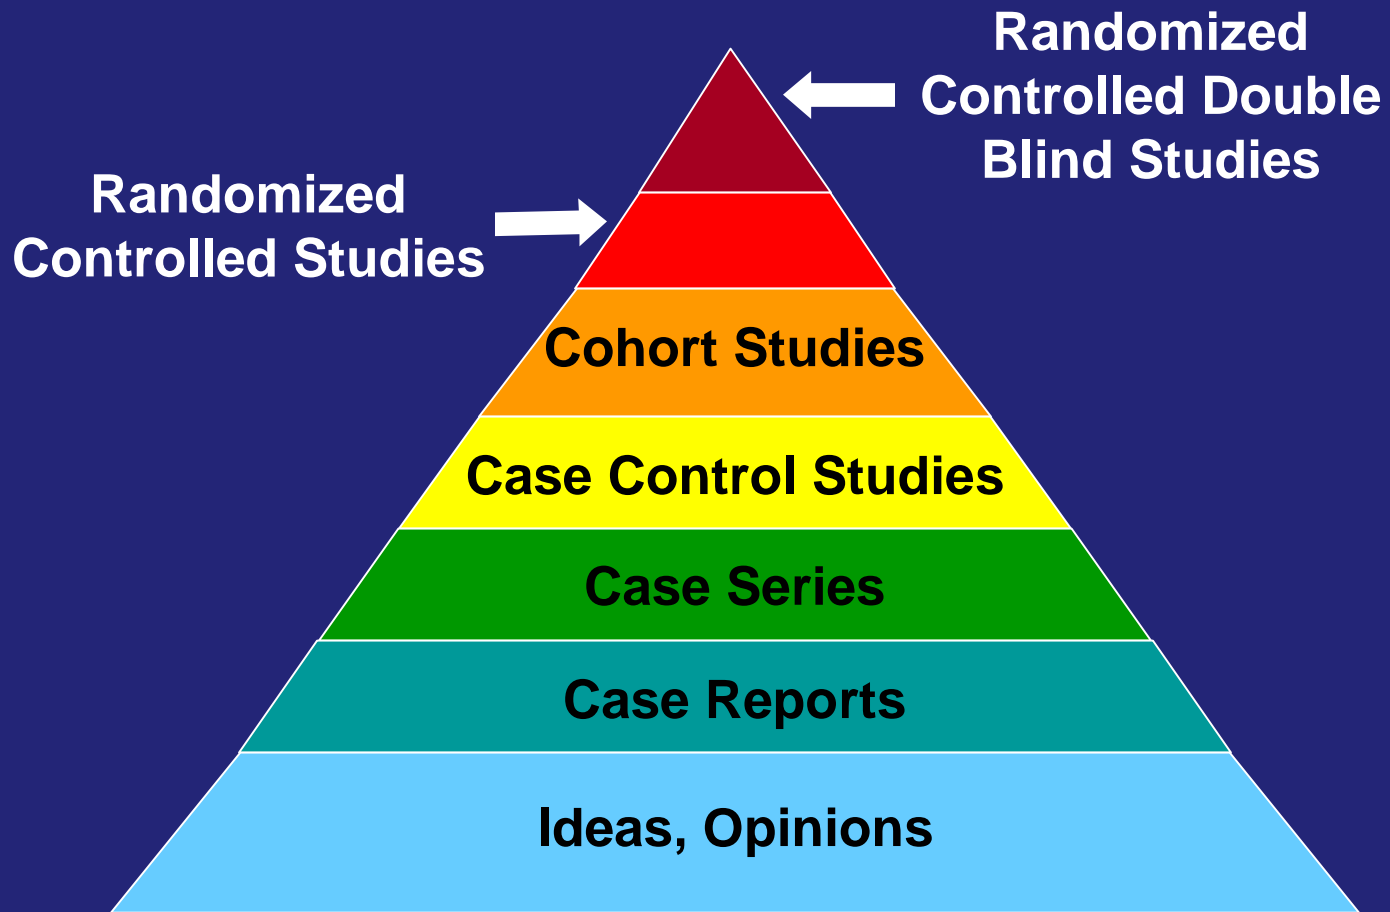 Randomized
Controlled Double
Blind Studies
Randomized
Controlled Studies
Cohort Studies
Case Control Studies
Case Series
Case Reports
Ideas, Opinions